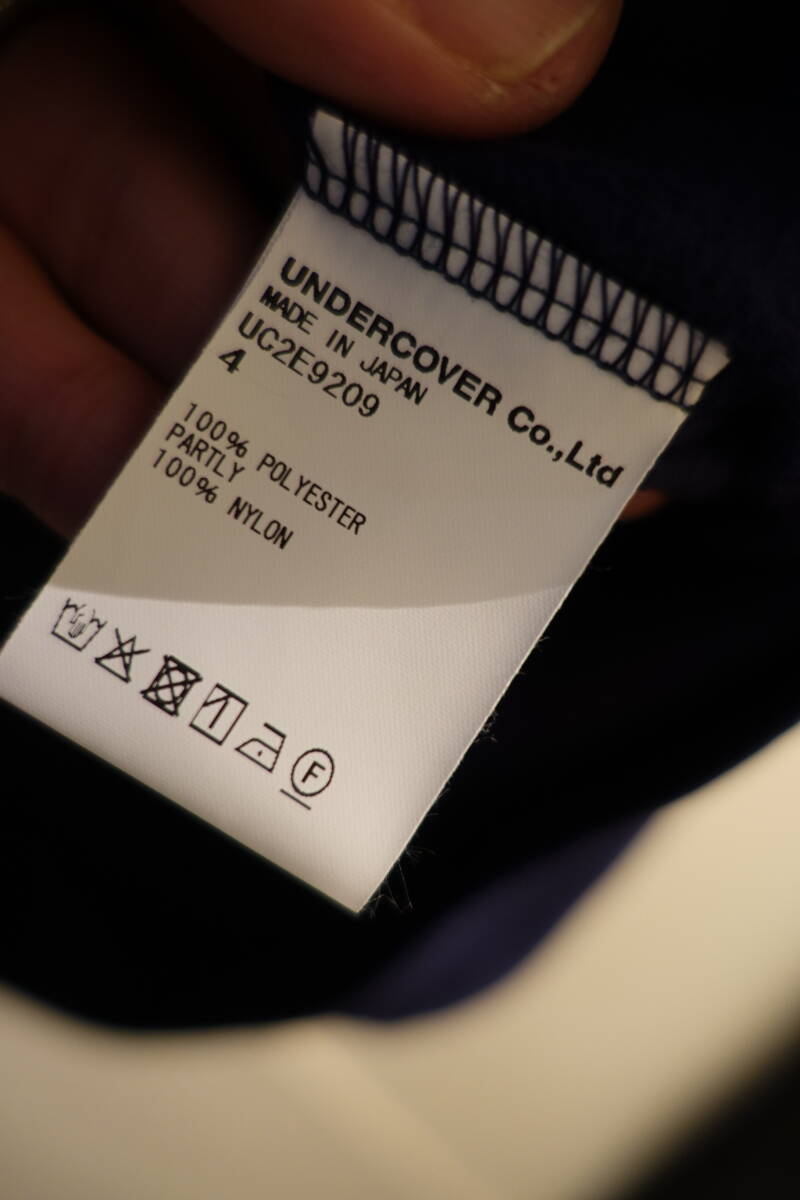 UNDERCOVER Co.,Ltd
MADE IN JAPAN
UC2E9209
4
100% POLYESTER
PARTLY
100% NYLON
F